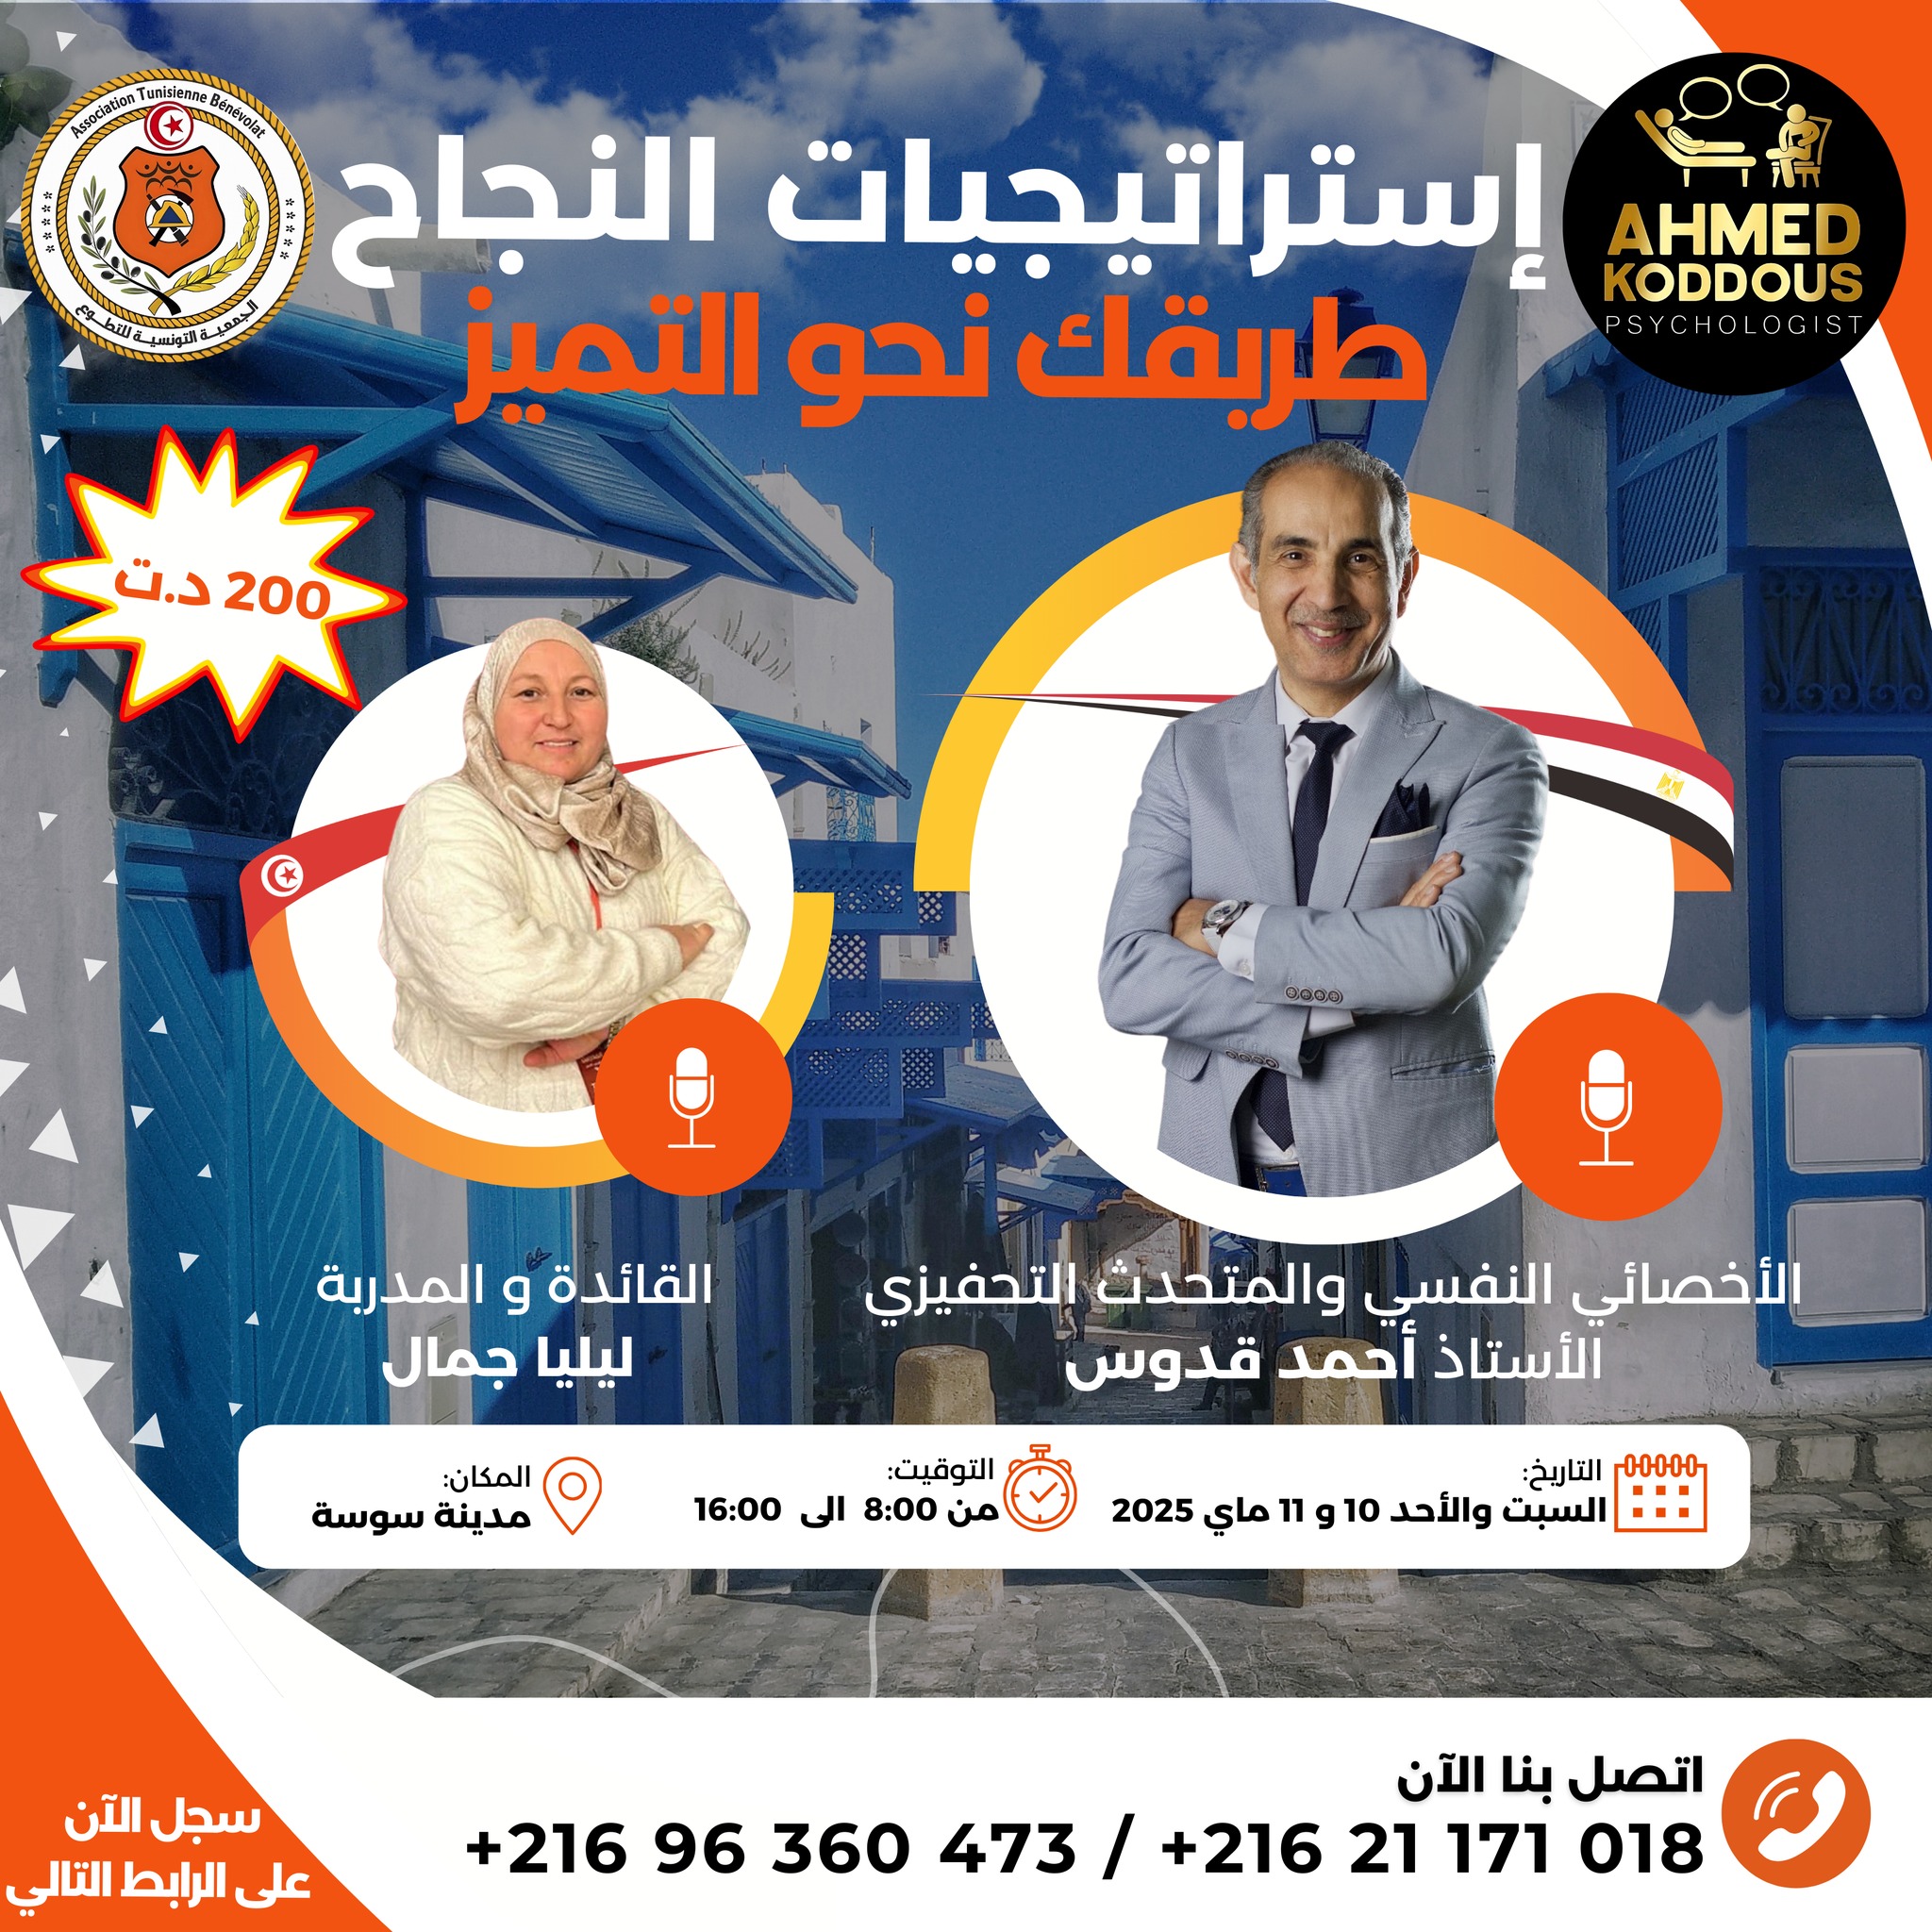 Association Tunisienne Bénévolat
الجمعية التونسية للتطوع
AHMED
KODDOUS
PSYCHOLOGIST
إستراتيجيات النجاح
طريقك نحو التميز
200 د.ت
الأخصائي النفسي والمتحدث التحفيزي
الأستاذ أحمد قدوس
القائدة و المدربة
ليليا جمال
التاريخ:
السبت والأحد 10 و 11 ماي 2025
التوقيت:
من 8:00 الى 16:00
المكان:
مدينة سوسة
اتصل بنا الآن
+216 96 360 473 / +216 21 171 018
سجل الآن
على الرابط التالي